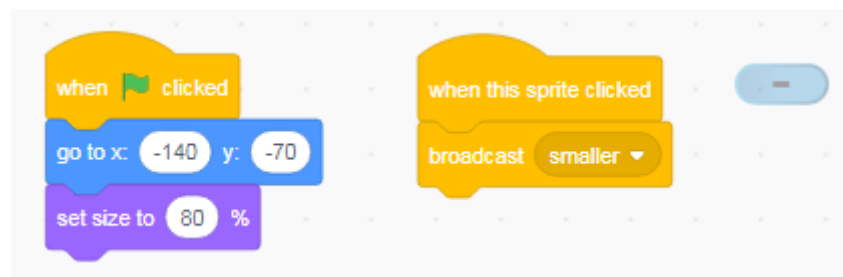 when clicked
go to x: -140 y: -70
set size to 80 %
when this sprite clicked
broadcast smaller
-